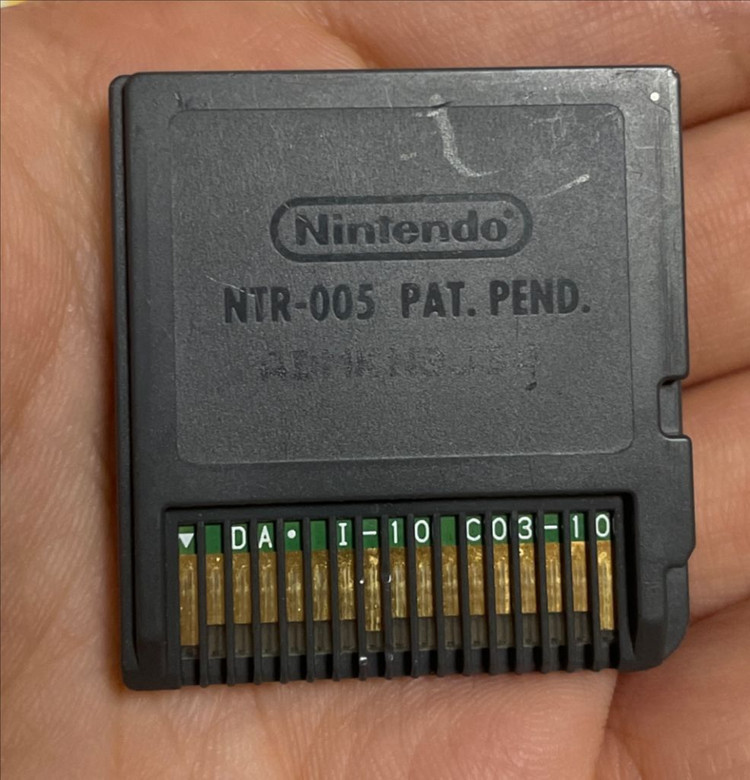 Nintendo®
NTR-005 PAT. PEND.
▼ DA• I-10 C03-10